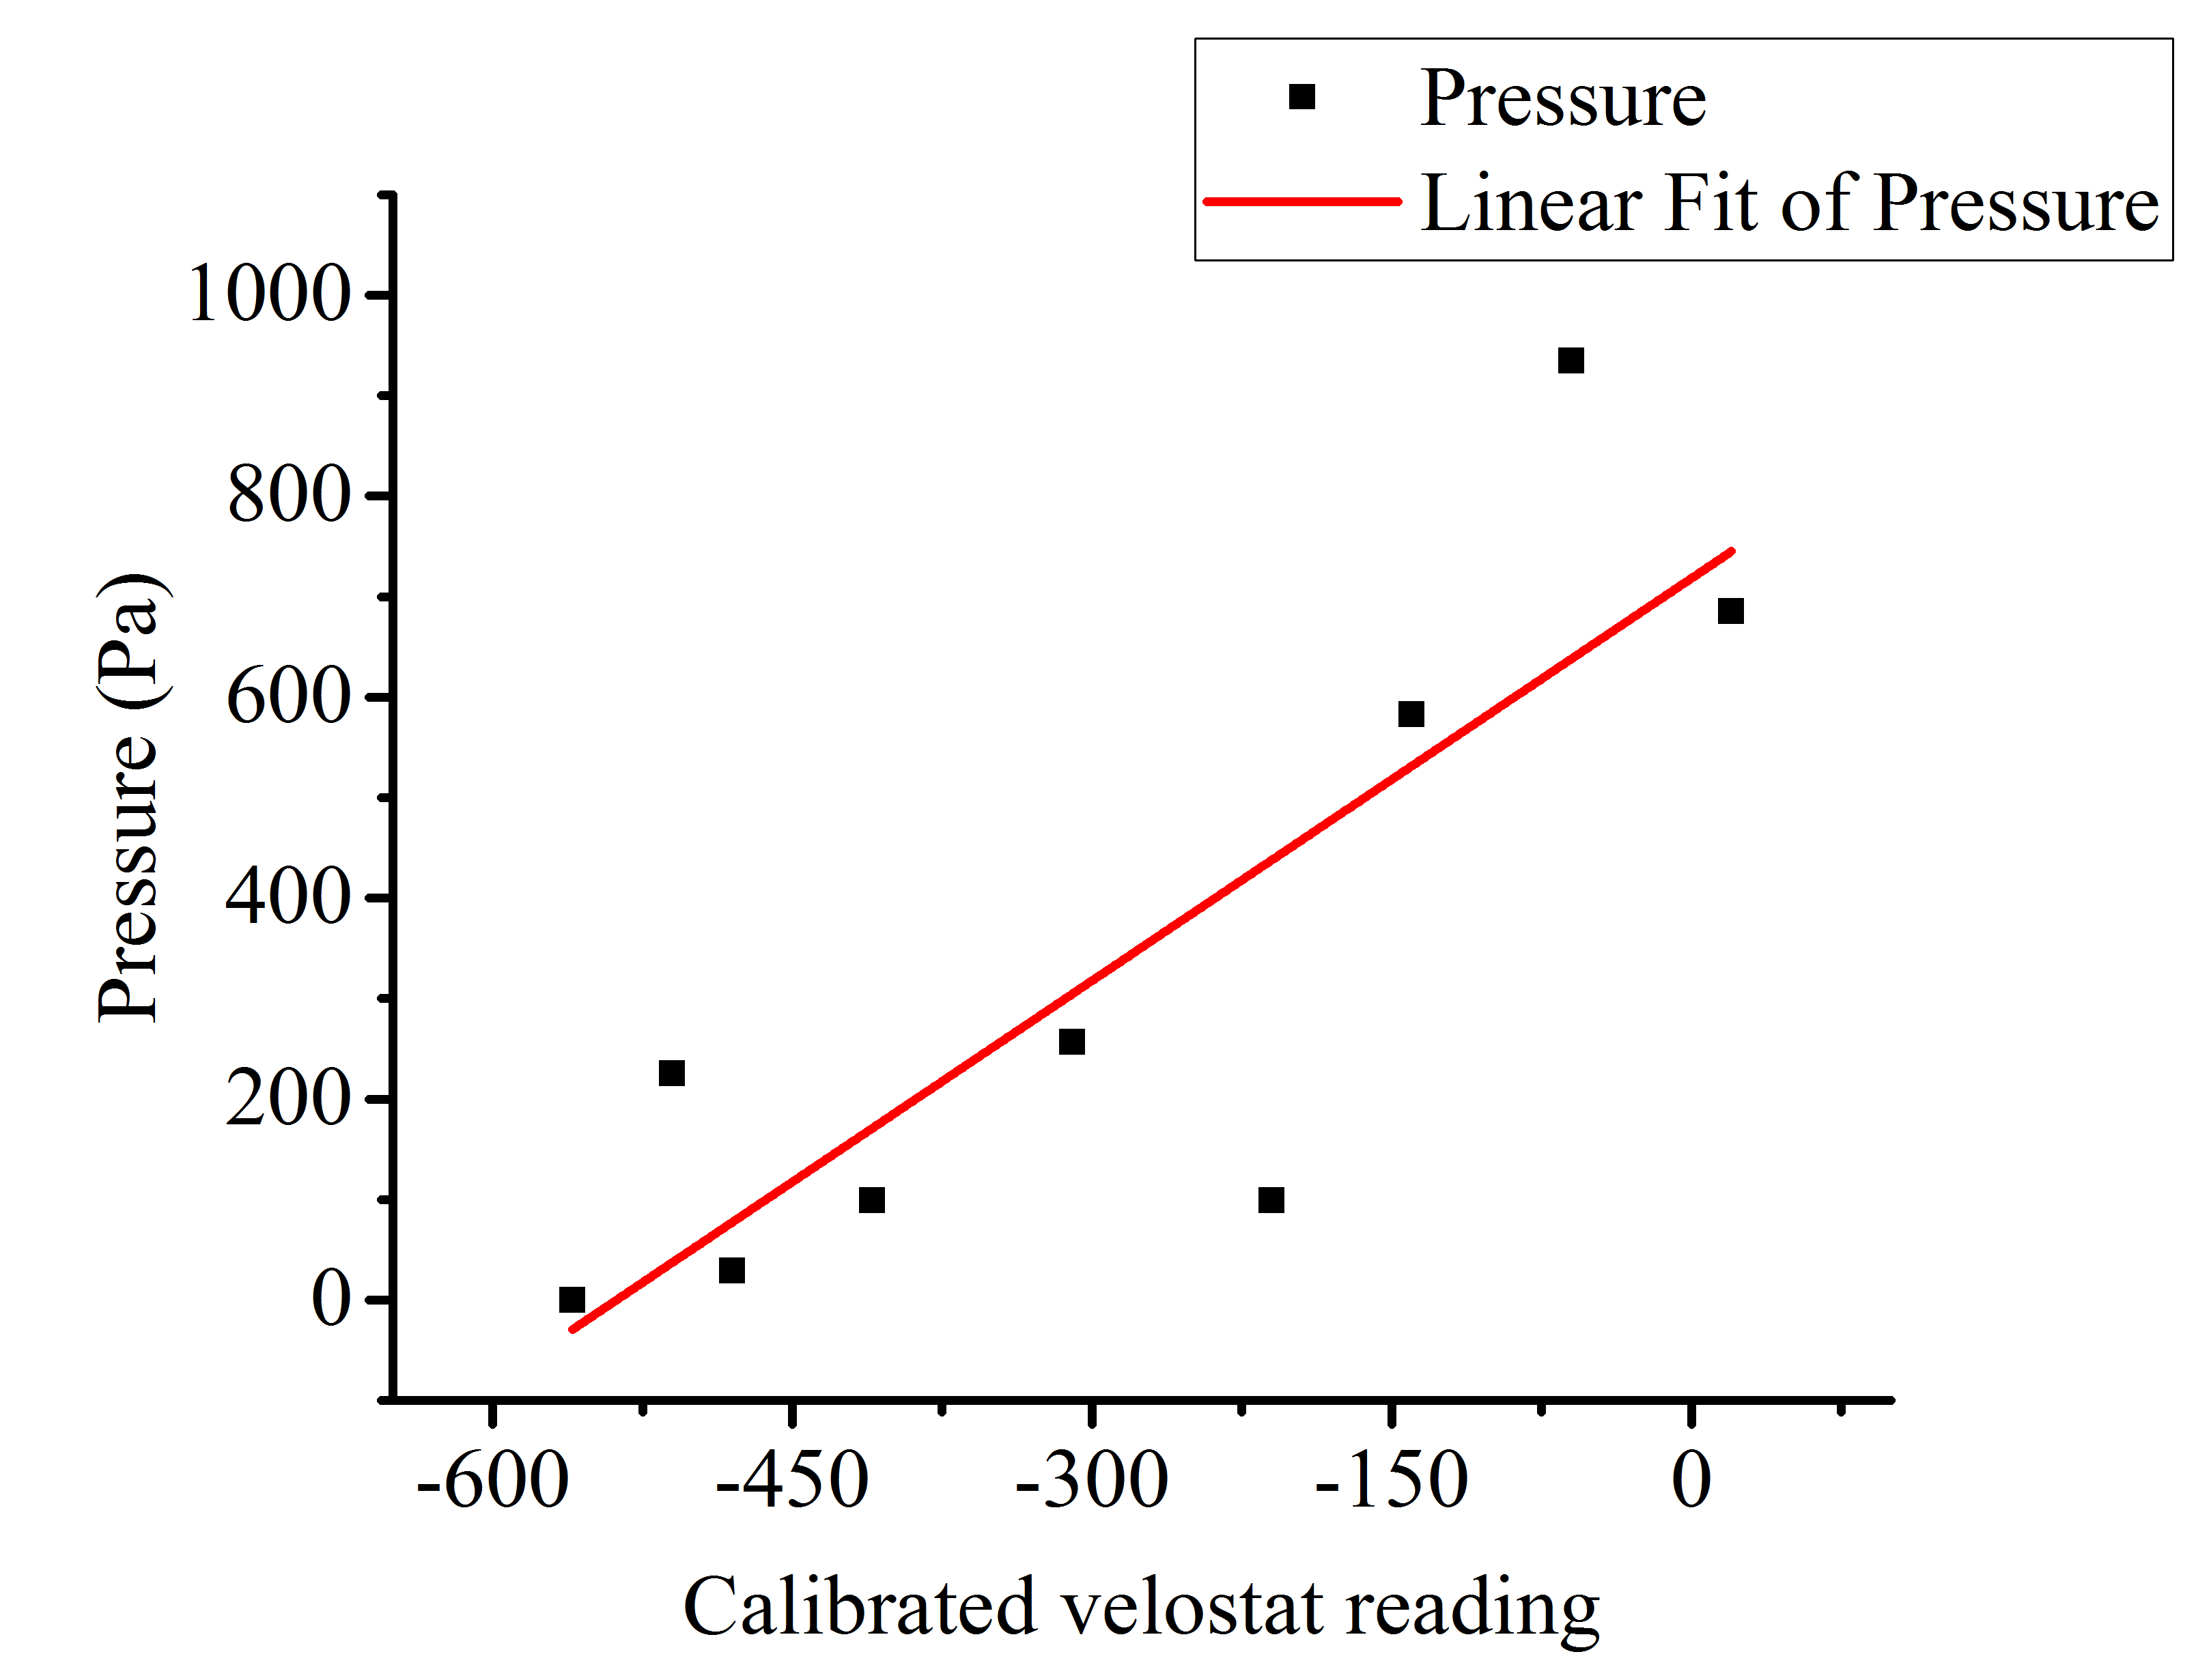 Pressure
Linear Fit of Pressure
1000
800
600
400
200
0
Pressure (Pa)
-600 -450 -300 -150 0
Calibrated velostat reading